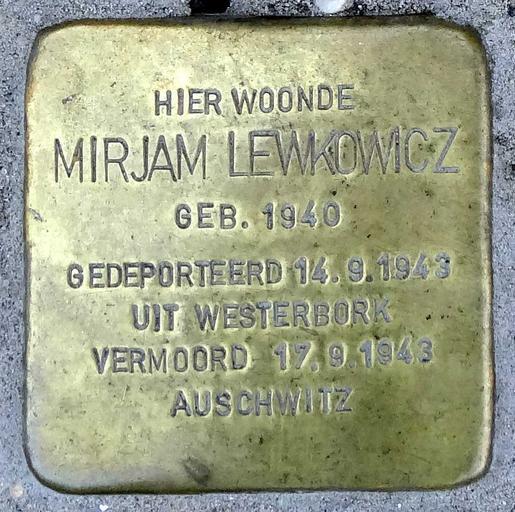 HIER WOONDE
MIRJAM LEWKOWICZ
GEB. 1940
GEDEPORTEERD 14.9.1943
UIT WESTERBORK
VERMOORD 17.9.1943
AUSCHWITZ